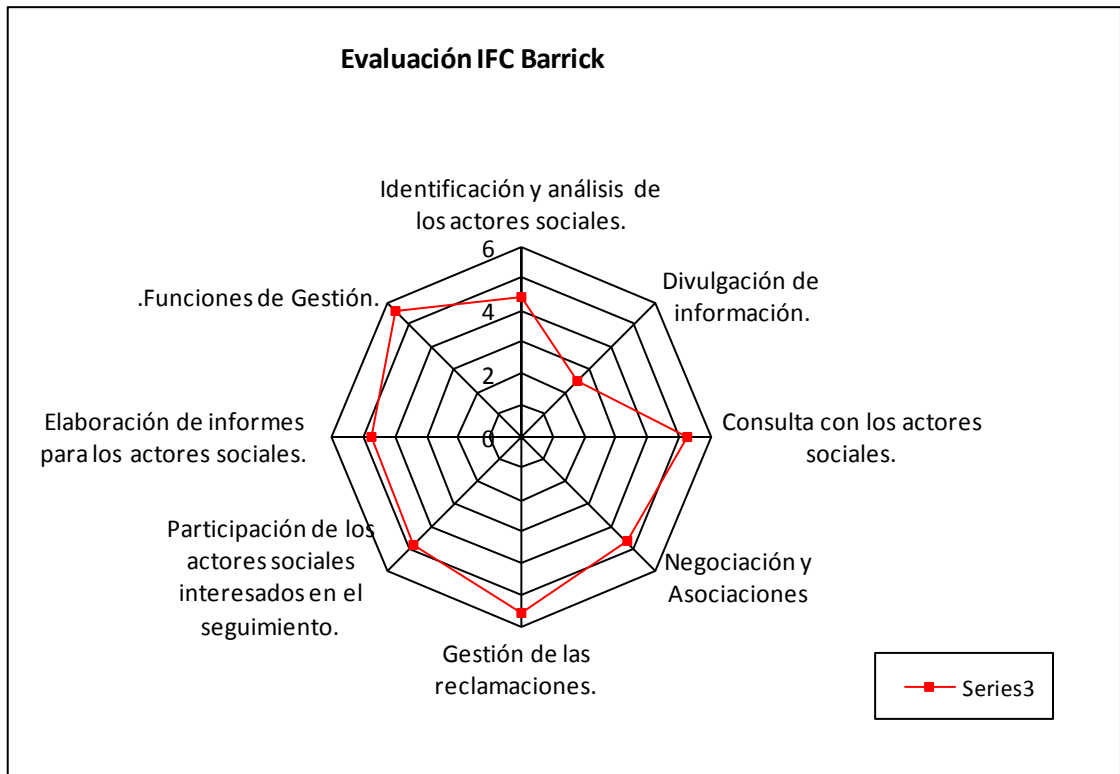 Evaluación IFC Barrick
Identificación y análisis de
los actores sociales.
Divulgación de
información.
Consulta con los actores
sociales.
Negociación y
Asociaciones
Gestión de las
reclamaciones.
Participación de los
actores sociales
interesados en el
seguimiento.
Elaboración de informes
para los actores sociales.
.Funciones de Gestión.
6
4
2
0
Series3